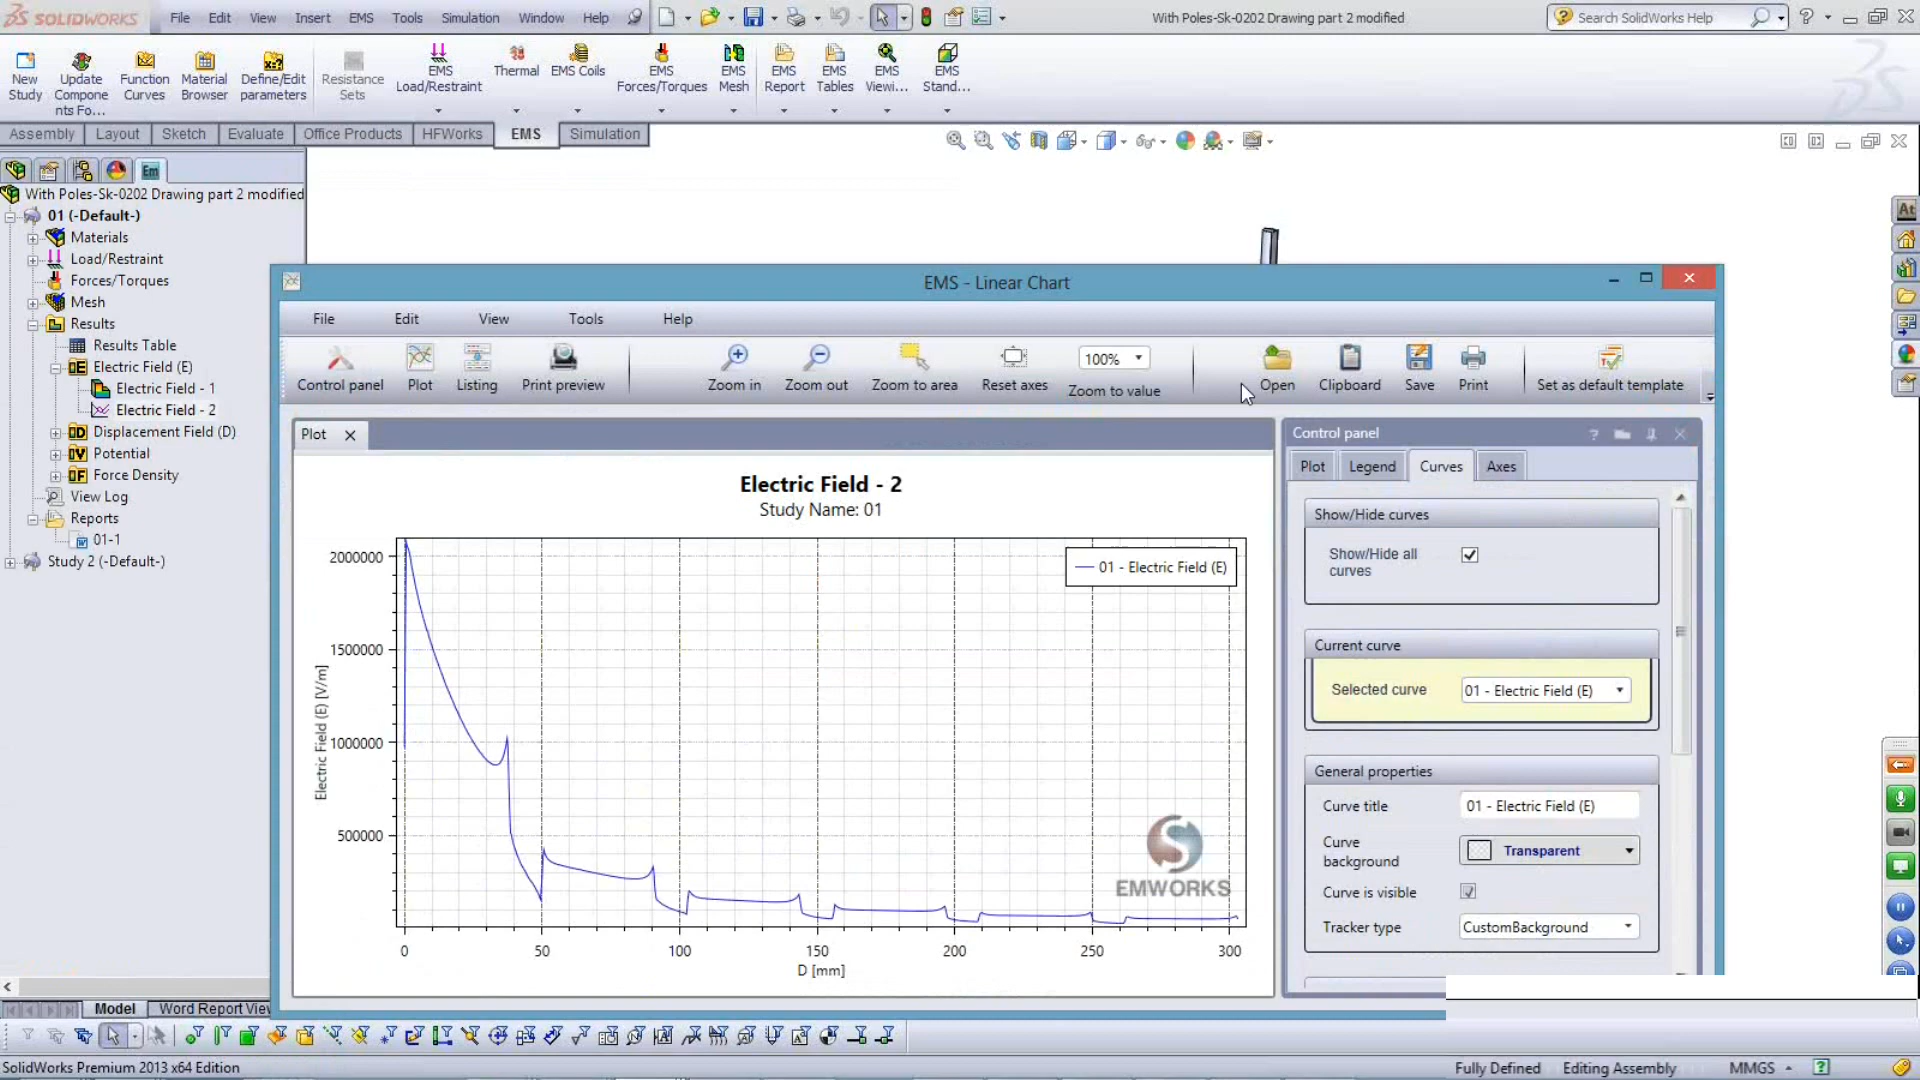 SOLIDWORKS
File Edit View Insert EMS Tools Simulation Window Help
With Poles-Sk-0202 Drawing part 2 modified
Search SolidWorks Help
New Study
Update Compone nts Fo...
Function Curves
Material Browser
Define/Edit parameters
Resistance Sets
EMS Load/Restraint
Thermal
EMS Coils
EMS Forces/Torques
EMS Mesh
EMS Report
EMS Tables
EMS Viewi...
EMS Stand...
Assembly Layout Sketch Evaluate Office Products HFWorks EMS Simulation
Em
With Poles-Sk-0202 Drawing part 2 modified
01 (-Default-)
Materials
Load/Restraint
Forces/Torques
Mesh
Results
Results Table
Electric Field (E)
Electric Field - 1
Electric Field - 2
Displacement Field (D)
Potential
Force Density
View Log
Reports
01-1
Study 2 (-Default-)
EMS - Linear Chart
File Edit View Tools Help
Control panel Plot Listing Print preview Zoom in Zoom out Zoom to area Reset axes 100% Zoom to value Open Clipboard Save Print Set as default template
Plot
Electric Field - 2
Study Name: 01
01 - Electric Field (E)
2000000
1500000
1000000
500000
Electric Field (E) [V/m]
0 50 100 150 200 250 300
D [mm]
EMWORKS
Control panel
Plot Legend Curves Axes
Show/Hide curves
Show/Hide all curves
Current curve
Selected curve 01 - Electric Field (E)
General properties
Curve title 01 - Electric Field (E)
Curve background Transparent
Curve is visible
Tracker type CustomBackground
Model Word Report Viev
SolidWorks Premium 2013 x64 Edition
Fully Defined Editing Assembly MMGS